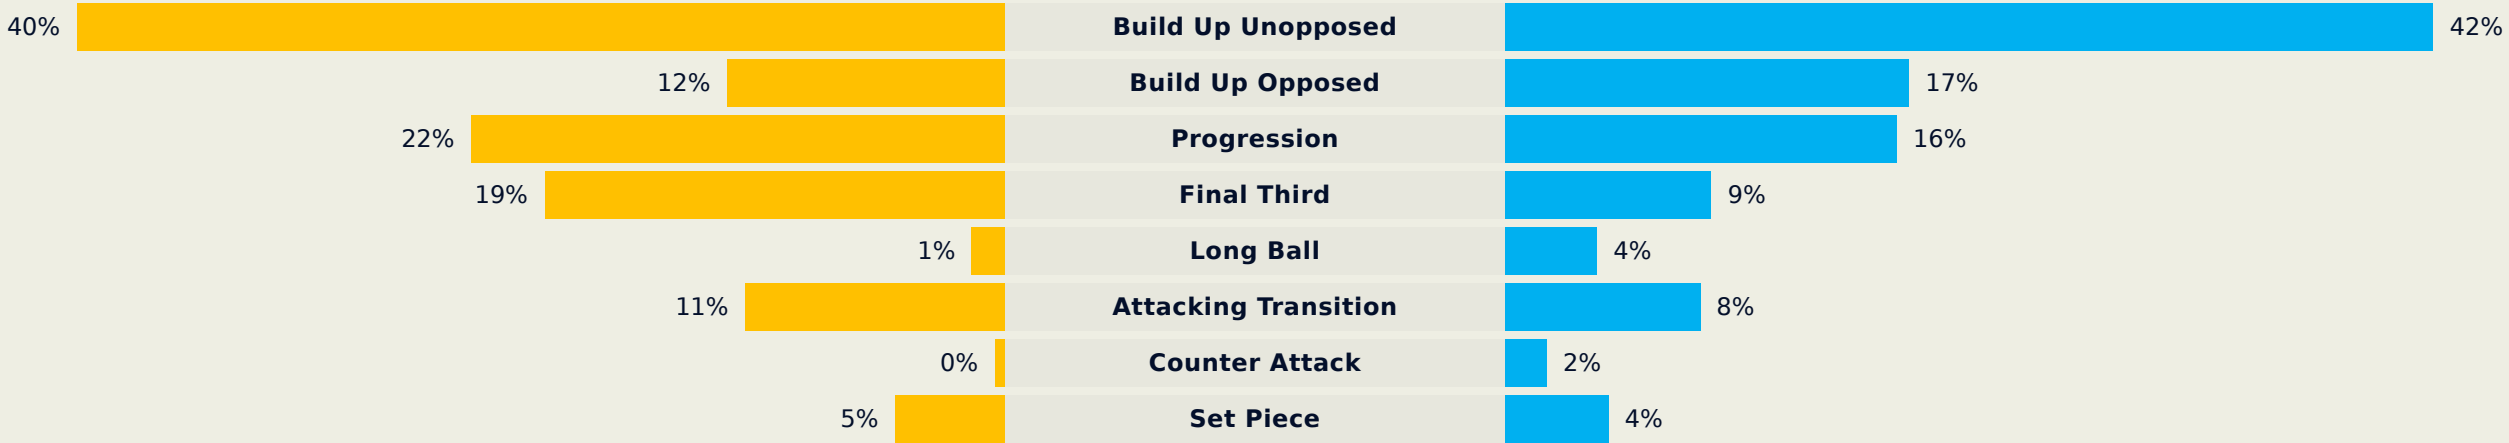 40% Build Up Unopposed 42%
12% Build Up Opposed 17%
22% Progression 16%
19% Final Third 9%
1% Long Ball 4%
11% Attacking Transition 8%
0% Counter Attack 2%
5% Set Piece 4%